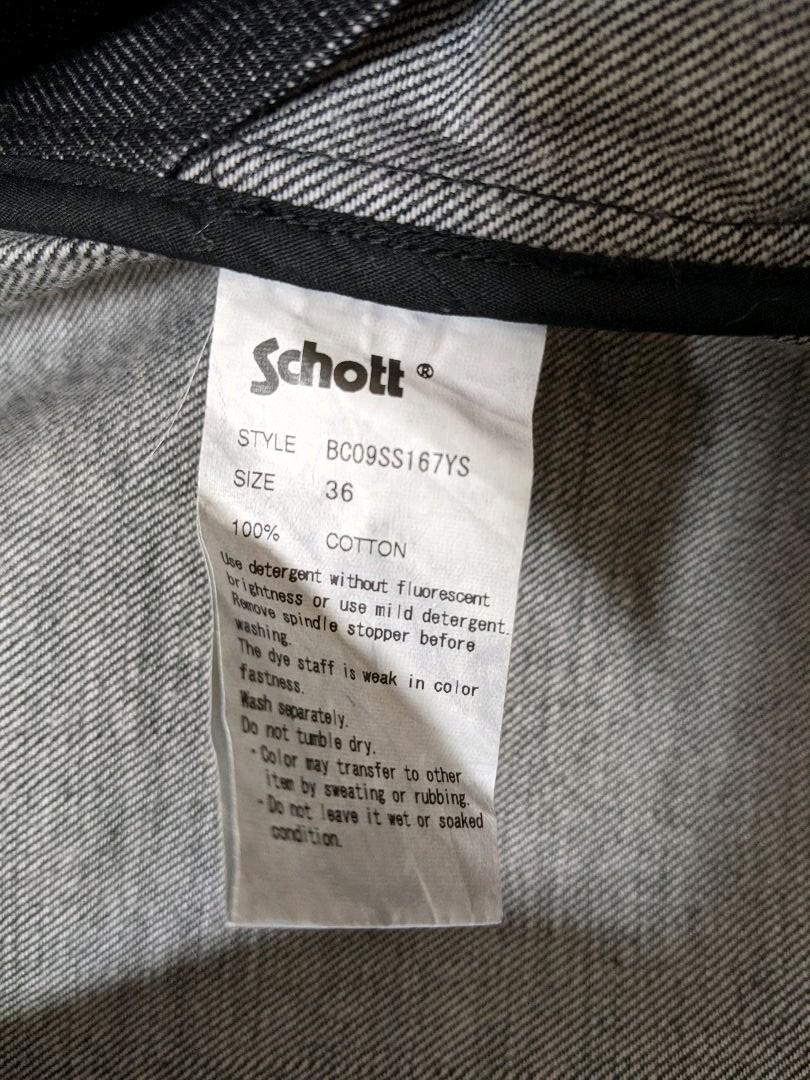 Schott®
STYLE BC09SS167YS
SIZE 36
100% COTTON
Use detergent without fluorescent
brightness or use mild detergent.
Remove spindle stopper before
washing.
The dye staff is weak in color
fastness.
Wash separately.
Do not tumble dry.
・Color may transfer to other
item by sweating or rubbing.
・Do not leave it wet or soaked
condition.